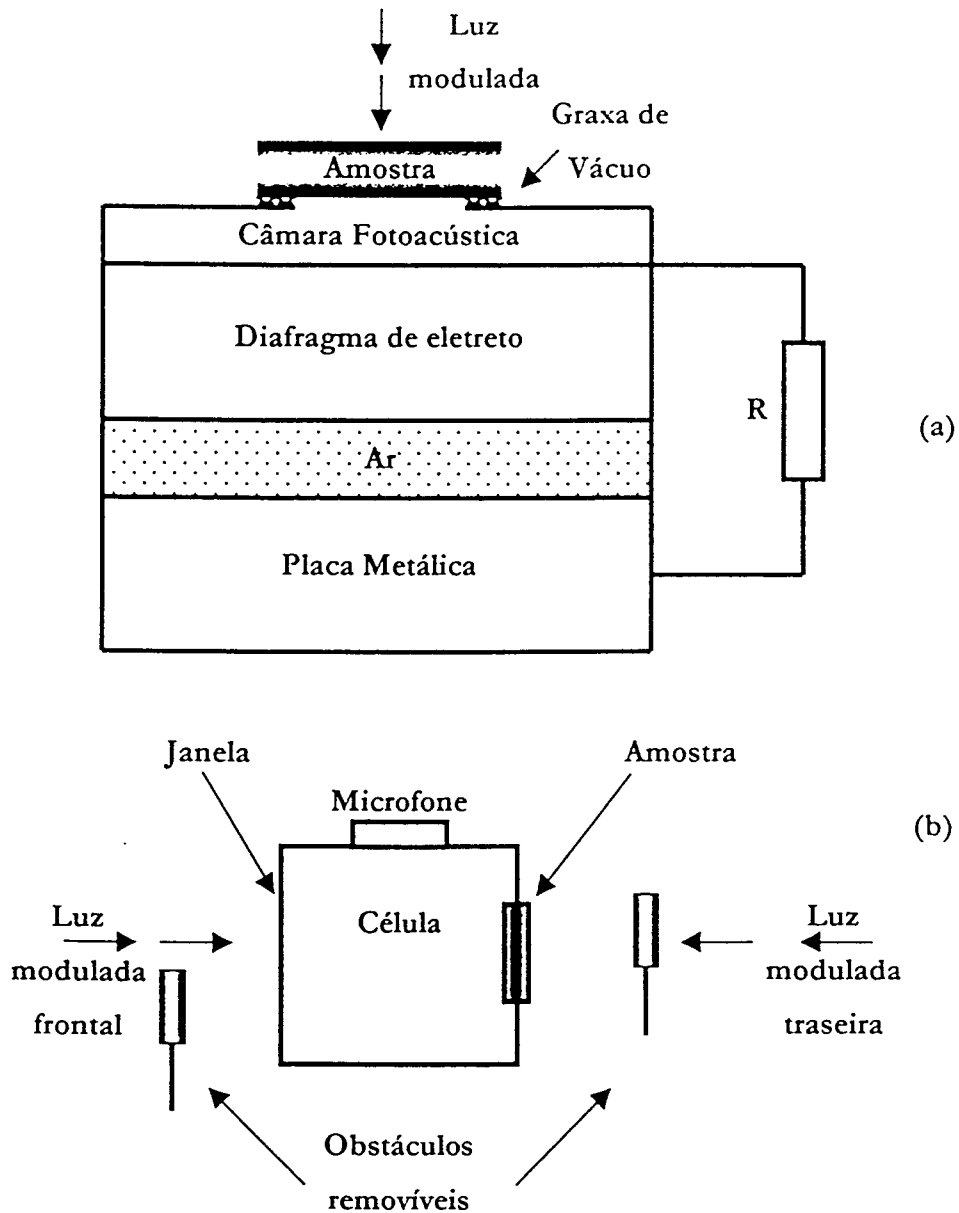 Luz
modulada
Graxa de
Vácuo
Amostra
Câmara Fotoacústica
Diafragma de eletreto
R
(a)
Ar
Placa Metálica
Janela
Amostra
Microfone
(b)
Célula
Luz
modulada
frontal
Luz
modulada
traseira
Obstáculos
removíveis